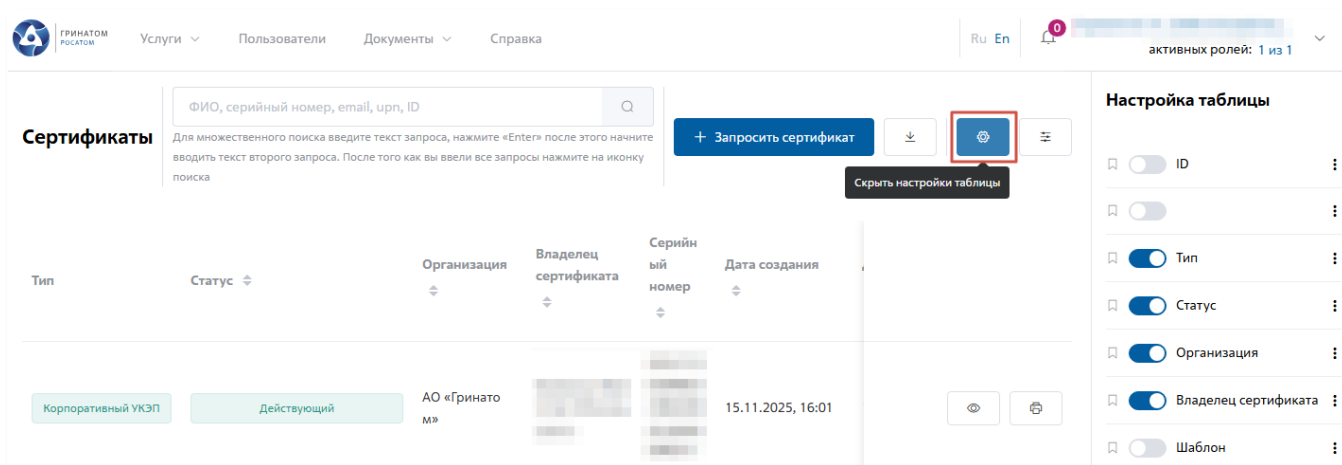 ГРИНАТОМ
РОСАТОМ
Услуги
Пользователи
Документы
Справка
Ru En
0
активных ролей: 1 из 1
Сертификаты
ФИО, серийный номер, email, upn, ID
Для множественного поиска введите текст запроса, нажмите «Enter» после этого начните
вводить текст второго запроса. После того как вы ввели все запросы нажмите на иконку
поиска
+ Запросить сертификат
Скрыть настройки таблицы
Тип
Статус
Организация
Владелец
сертификата
Серийн
ый
номер
Дата создания
Корпоративный УКЭП
Действующий
АО «Гринато
м»
15.11.2025, 16:01
Настройка таблицы
ID
Тип
Статус
Организация
Владелец сертификата
Шаблон